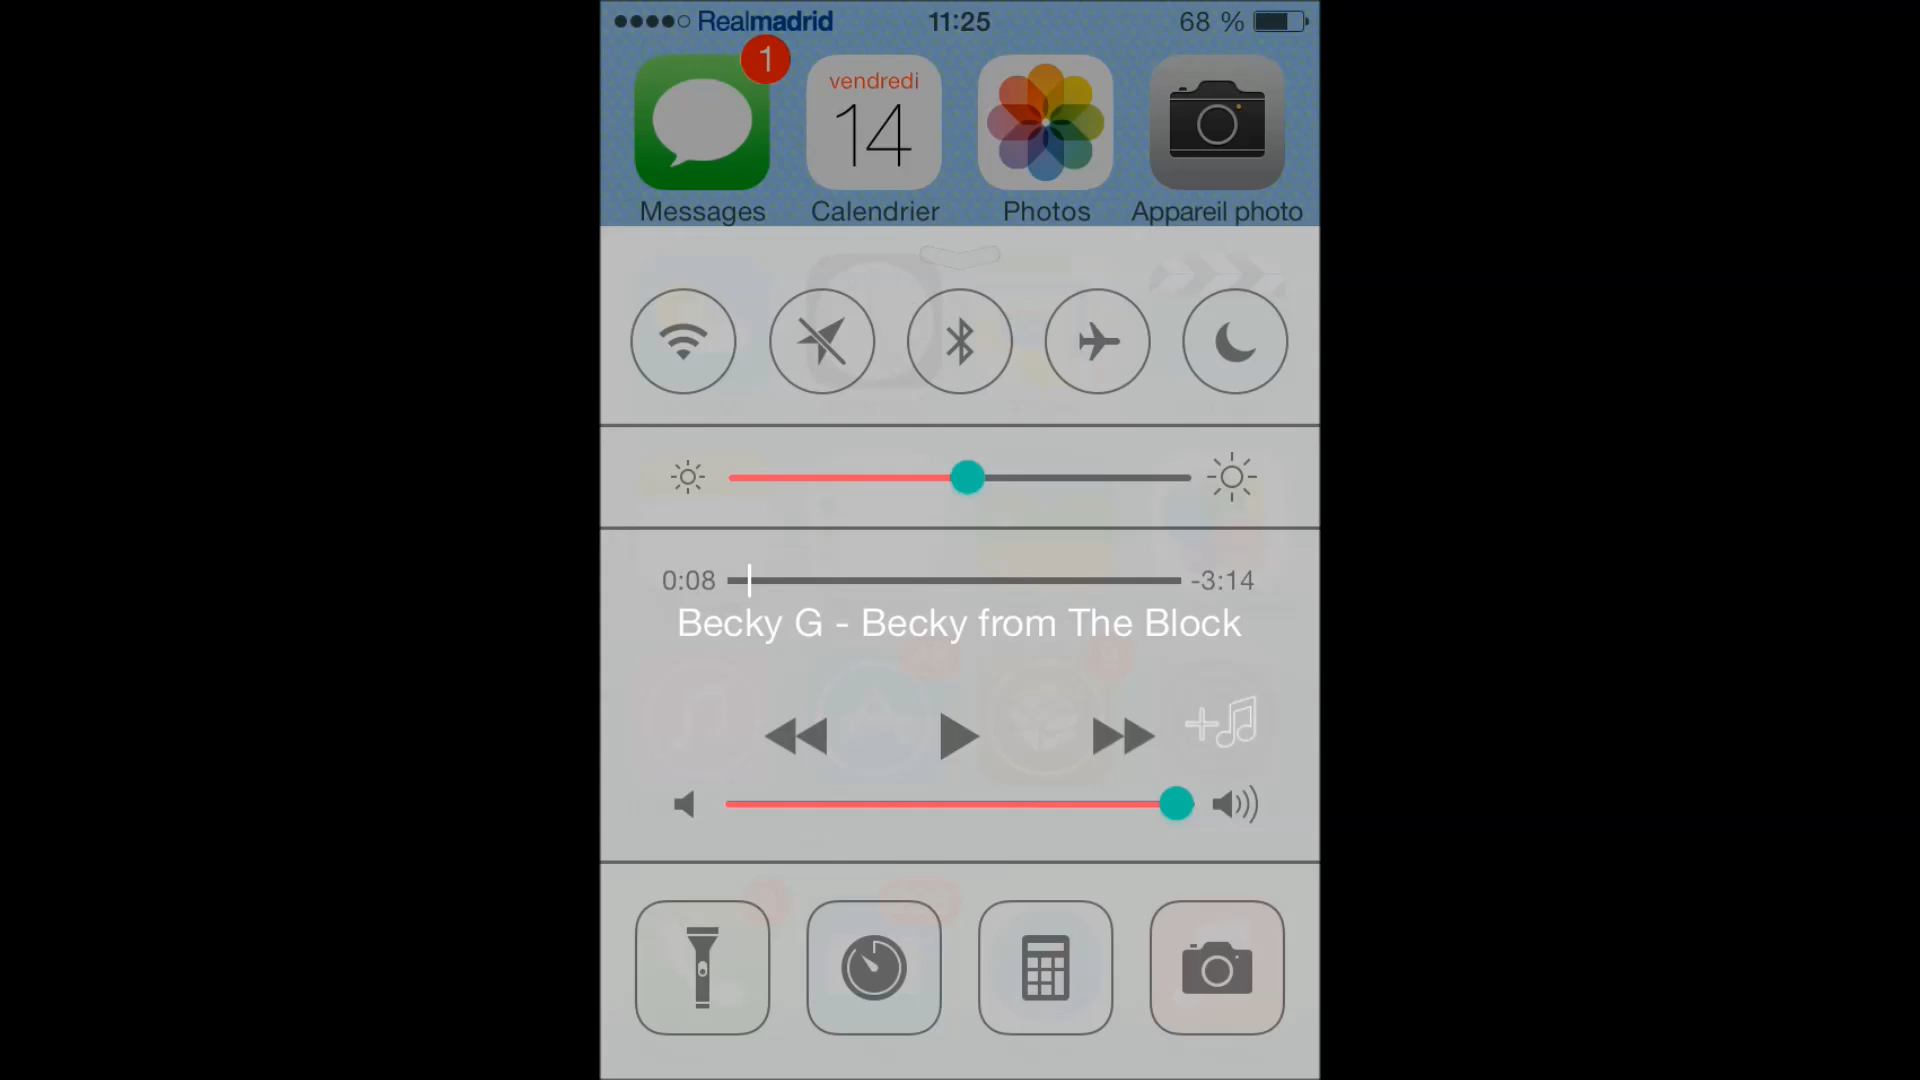 Realmadrid 11:25 68 %
1
vendredi
14
Messages Calendrier Photos Appareil photo
0:08 -3:14
Becky G - Becky from The Block